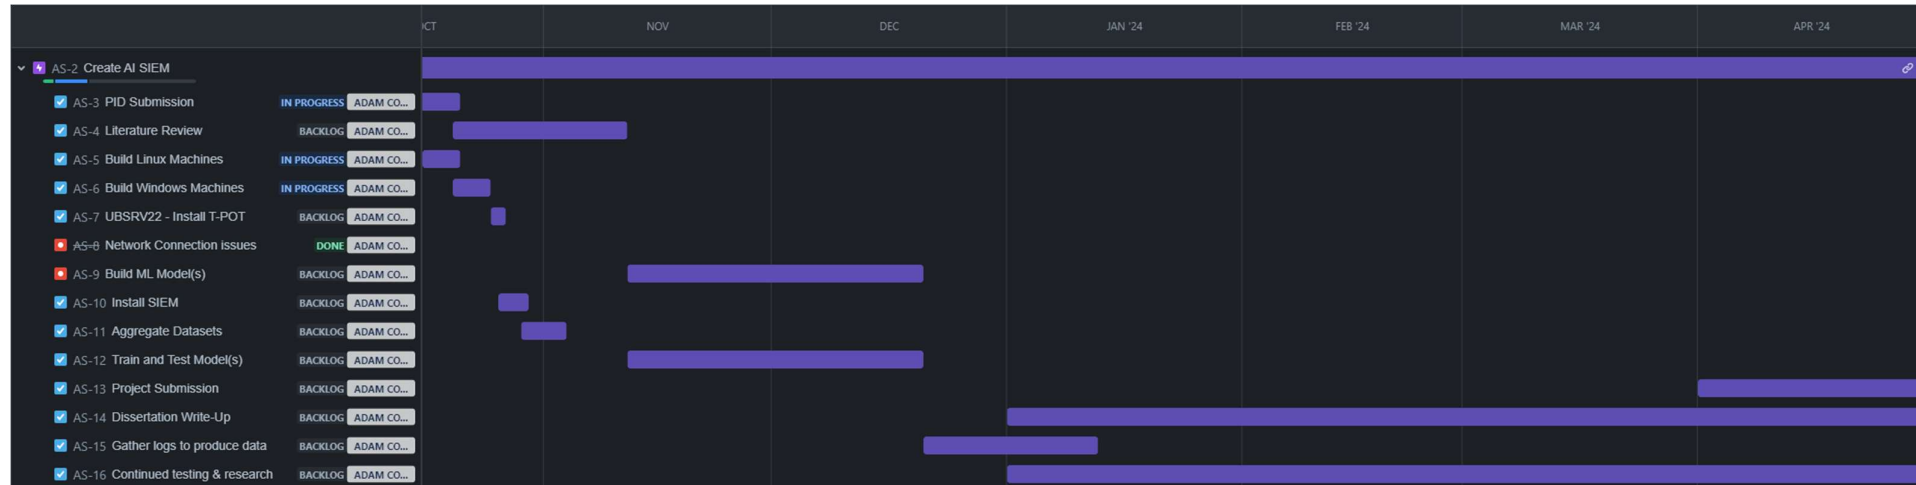 CT NOV DEC JAN '24 FEB '24 MAR '24 APR '24
AS-2 Create AI SIEM
AS-3 PID Submission IN PROGRESS ADAM CO...
AS-4 Literature Review BACKLOG ADAM CO...
AS-5 Build Linux Machines IN PROGRESS ADAM CO...
AS-6 Build Windows Machines IN PROGRESS ADAM CO...
AS-7 UBSRV22 - Install T-POT BACKLOG ADAM CO...
AS-8 Network Connection issues DONE ADAM CO...
AS-9 Build ML Model(s) BACKLOG ADAM CO...
AS-10 Install SIEM BACKLOG ADAM CO...
AS-11 Aggregate Datasets BACKLOG ADAM CO...
AS-12 Train and Test Model(s) BACKLOG ADAM CO...
AS-13 Project Submission BACKLOG ADAM CO...
AS-14 Dissertation Write-Up BACKLOG ADAM CO...
AS-15 Gather logs to produce data BACKLOG ADAM CO...
AS-16 Continued testing & research BACKLOG ADAM CO...